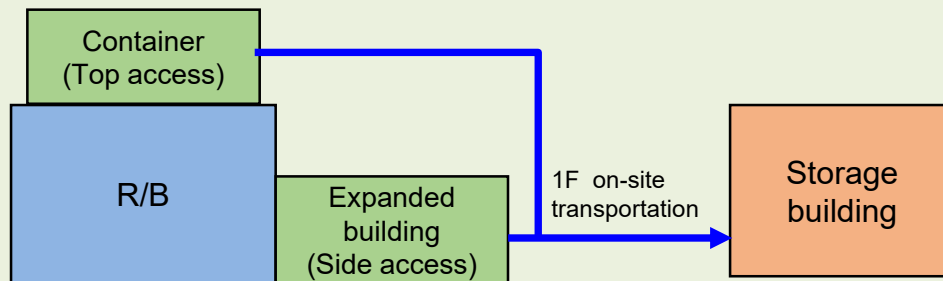 Container
(Top access)
R/B
Expanded
building
(Side access)
1F on-site
transportation
Storage
building